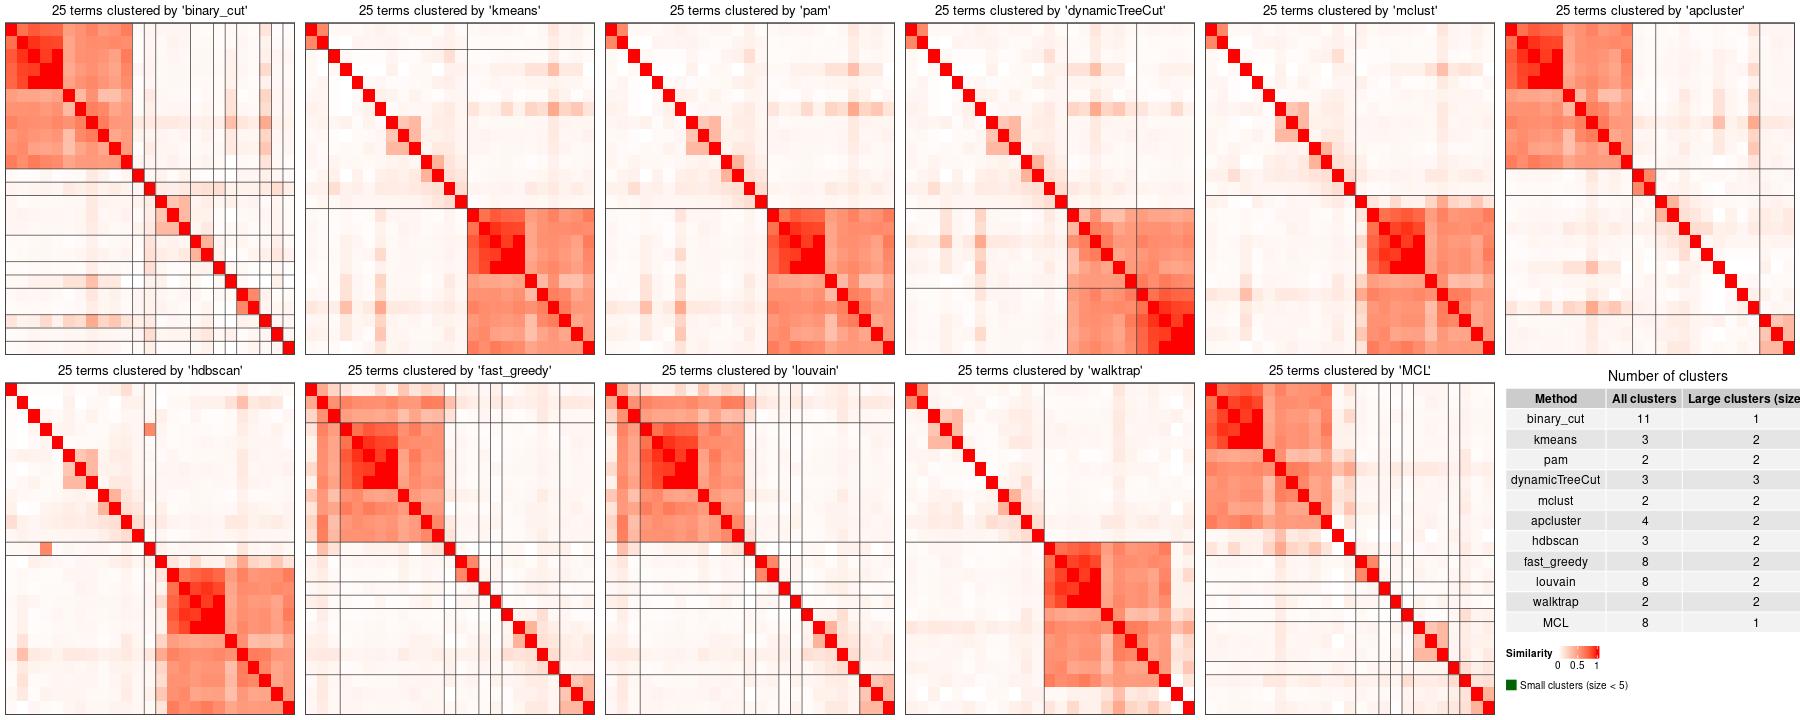 25 terms clustered by 'binary_cut'
25 terms clustered by 'kmeans'
25 terms clustered by 'pam'
25 terms clustered by 'dynamicTreeCut'
25 terms clustered by 'mclust'
25 terms clustered by 'apcluster'
25 terms clustered by 'hdbscan'
25 terms clustered by 'fast_greedy'
25 terms clustered by 'louvain'
25 terms clustered by 'walktrap'
25 terms clustered by 'MCL'
Number of clusters
Method All clusters Large clusters (size
binary_cut 11 1
kmeans 3 2
pam 2 2
dynamicTreeCut 3 3
mclust 2 2
apcluster 4 2
hdbscan 3 2
fast_greedy 8 2
louvain 8 2
walktrap 2 2
MCL 8 1
Similarity
0 0.5 1
Small clusters (size < 5)